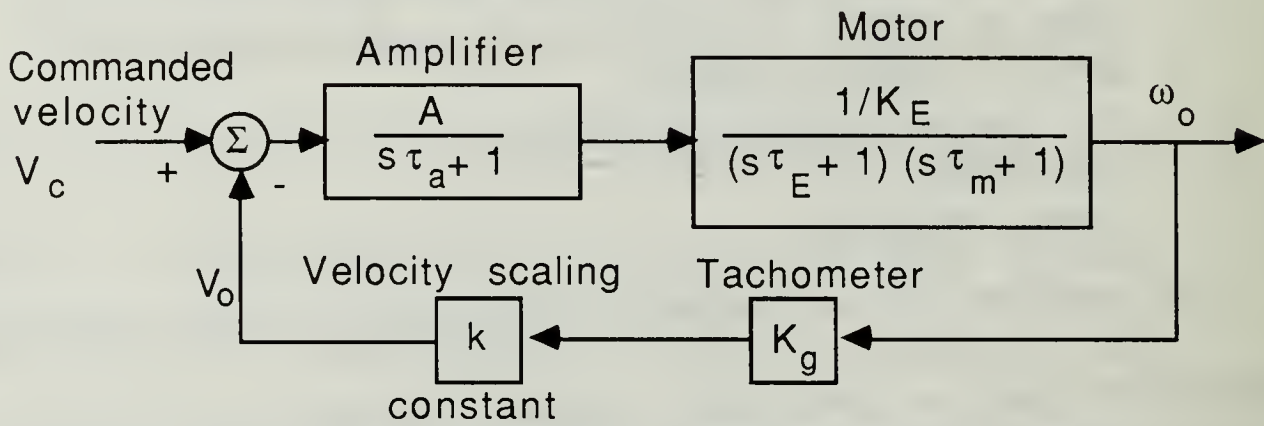 Commanded
velocity
V_c
+
-
Σ
Amplifier
A
sτ_a + 1
Motor
1/K_E
(sτ_E + 1) (sτ_m + 1)
ω_o
V_o
Velocity scaling
k
constant
Tachometer
K_g